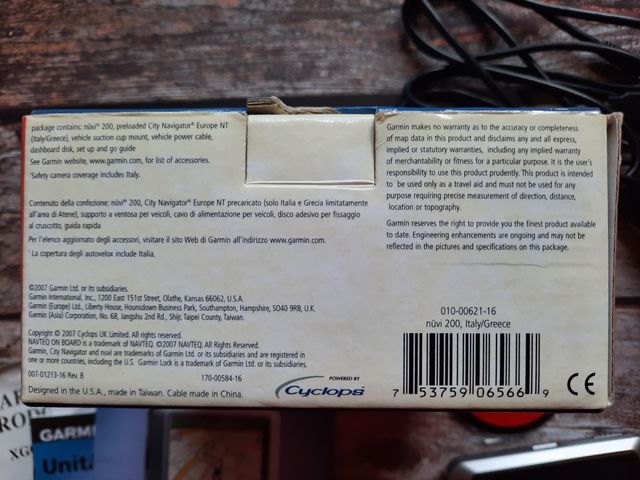 package contains: nüvi® 200, preloaded City Navigator® Europe NT
(Italy/Greece), vehicle suction cup mount, vehicle power cable,
dashboard disk, set up and go guide
See Garmin website, www.garmin.com, for list of accessories.
¹Safety camera coverage includes Italy.
Contenuto della confezione: nüvi® 200, City Navigator® Europe NT precaricato (solo Italia e Grecia limitatamente
all'area di Atene), supporto a ventosa per veicoli, cavo di alimentazione per veicoli, disco adesivo per fissaggio
al cruscotto, guida rapida
Per l'elenco aggiornato degli accessori, visitare il sito Web di Garmin all'indirizzo www.garmin.com.
¹ La copertura degli autovelox include Italia.
©2007 Garmin Ltd. or its subsidiaries.
Garmin International, Inc., 1200 East 151st Street, Olathe, Kansas 66062, U.S.A.
Garmin (Europe) Ltd., Liberty House, Hounsdown Business Park, Southampton, Hampshire, SO40 9RB, U.K.
Garmin (Asia) Corporation, No. 68, Jangshu 2nd Rd., Shijr, Taipei County, Taiwan.
Copyright © 2007 Cyclops UK Limited. All rights reserved.
NAVTEQ ON BOARD is a trademark of NAVTEQ. ©2007 NAVTEQ. All rights reserved.
Garmin, City Navigator and nuvi are trademarks of Garmin Ltd. or its subsidiaries and are registered in
one or more countries, including the U.S. Garmin Lock is a trademark of Garmin Ltd. or its subsidiaries.
007-01213-16 Rev. B
170-00584-16
Designed in the U.S.A., made in Taiwan. Cable made in China.
POWERED BY
Cyclops
Garmin makes no warranty as to the accuracy or completeness
of map data in this product and disclaims any and all express,
implied or statutory warranties, including any implied warranty
of merchantability or fitness for a particular purpose. It is the user's
responsibility to use this product prudently. This product is intended
to be used only as a travel aid and must not be used for any
purpose requiring precise measurement of direction, distance,
location or topography.
Garmin reserves the right to provide you the finest product available
to date. Engineering enhancements are ongoing and may not be
reflected in the pictures and specifications on this package.
010-00621-16
nüvi 200, Italy/Greece
7 53759 06566 9
CE
GARMI
Unità